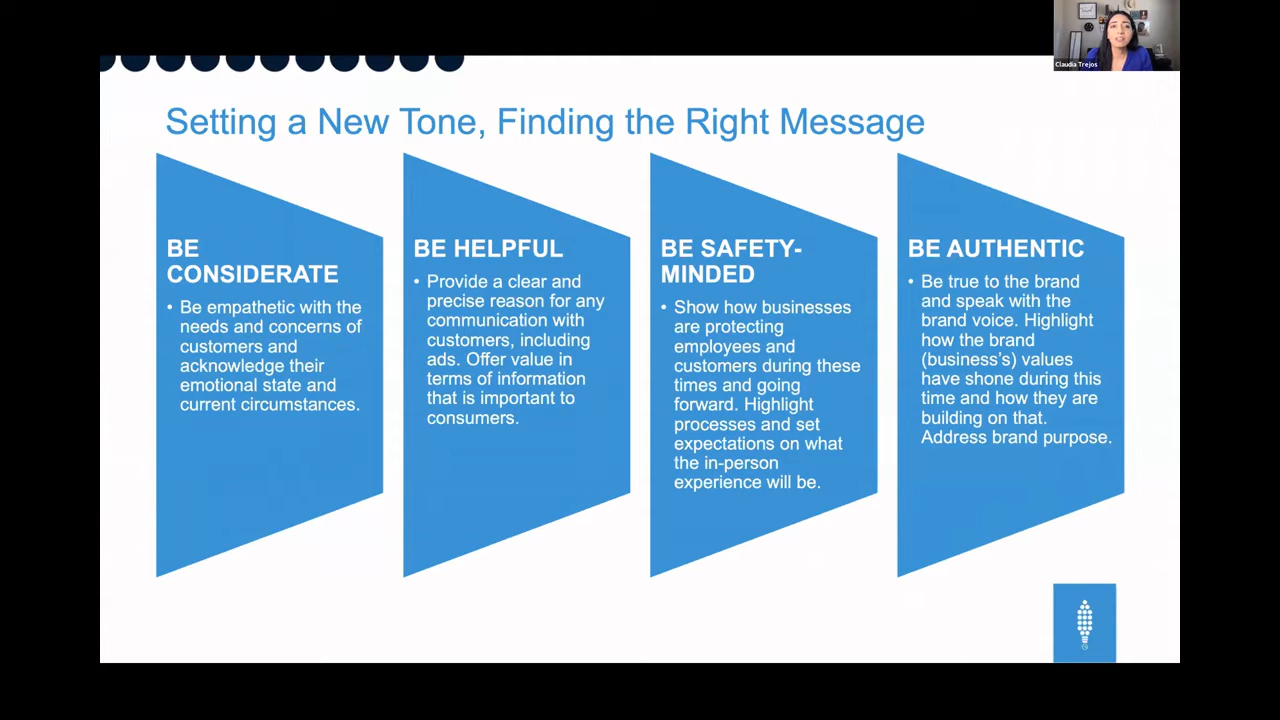 Claudia Trejos
Setting a New Tone, Finding the Right Message
BE
CONSIDERATE
• Be empathetic with the
needs and concerns of
customers and
acknowledge their
emotional state and
current circumstances.
BE HELPFUL
• Provide a clear and
precise reason for any
communication with
customers, including
ads. Offer value in
terms of information
that is important to
consumers.
BE SAFETY-
MINDED
• Show how businesses
are protecting
employees and
customers during these
times and going
forward. Highlight
processes and set
expectations on what
the in-person
experience will be.
BE AUTHENTIC
• Be true to the brand
and speak with the
brand voice. Highlight
how the brand
(business’s) values
have shone during this
time and how they are
building on that.
Address brand purpose.